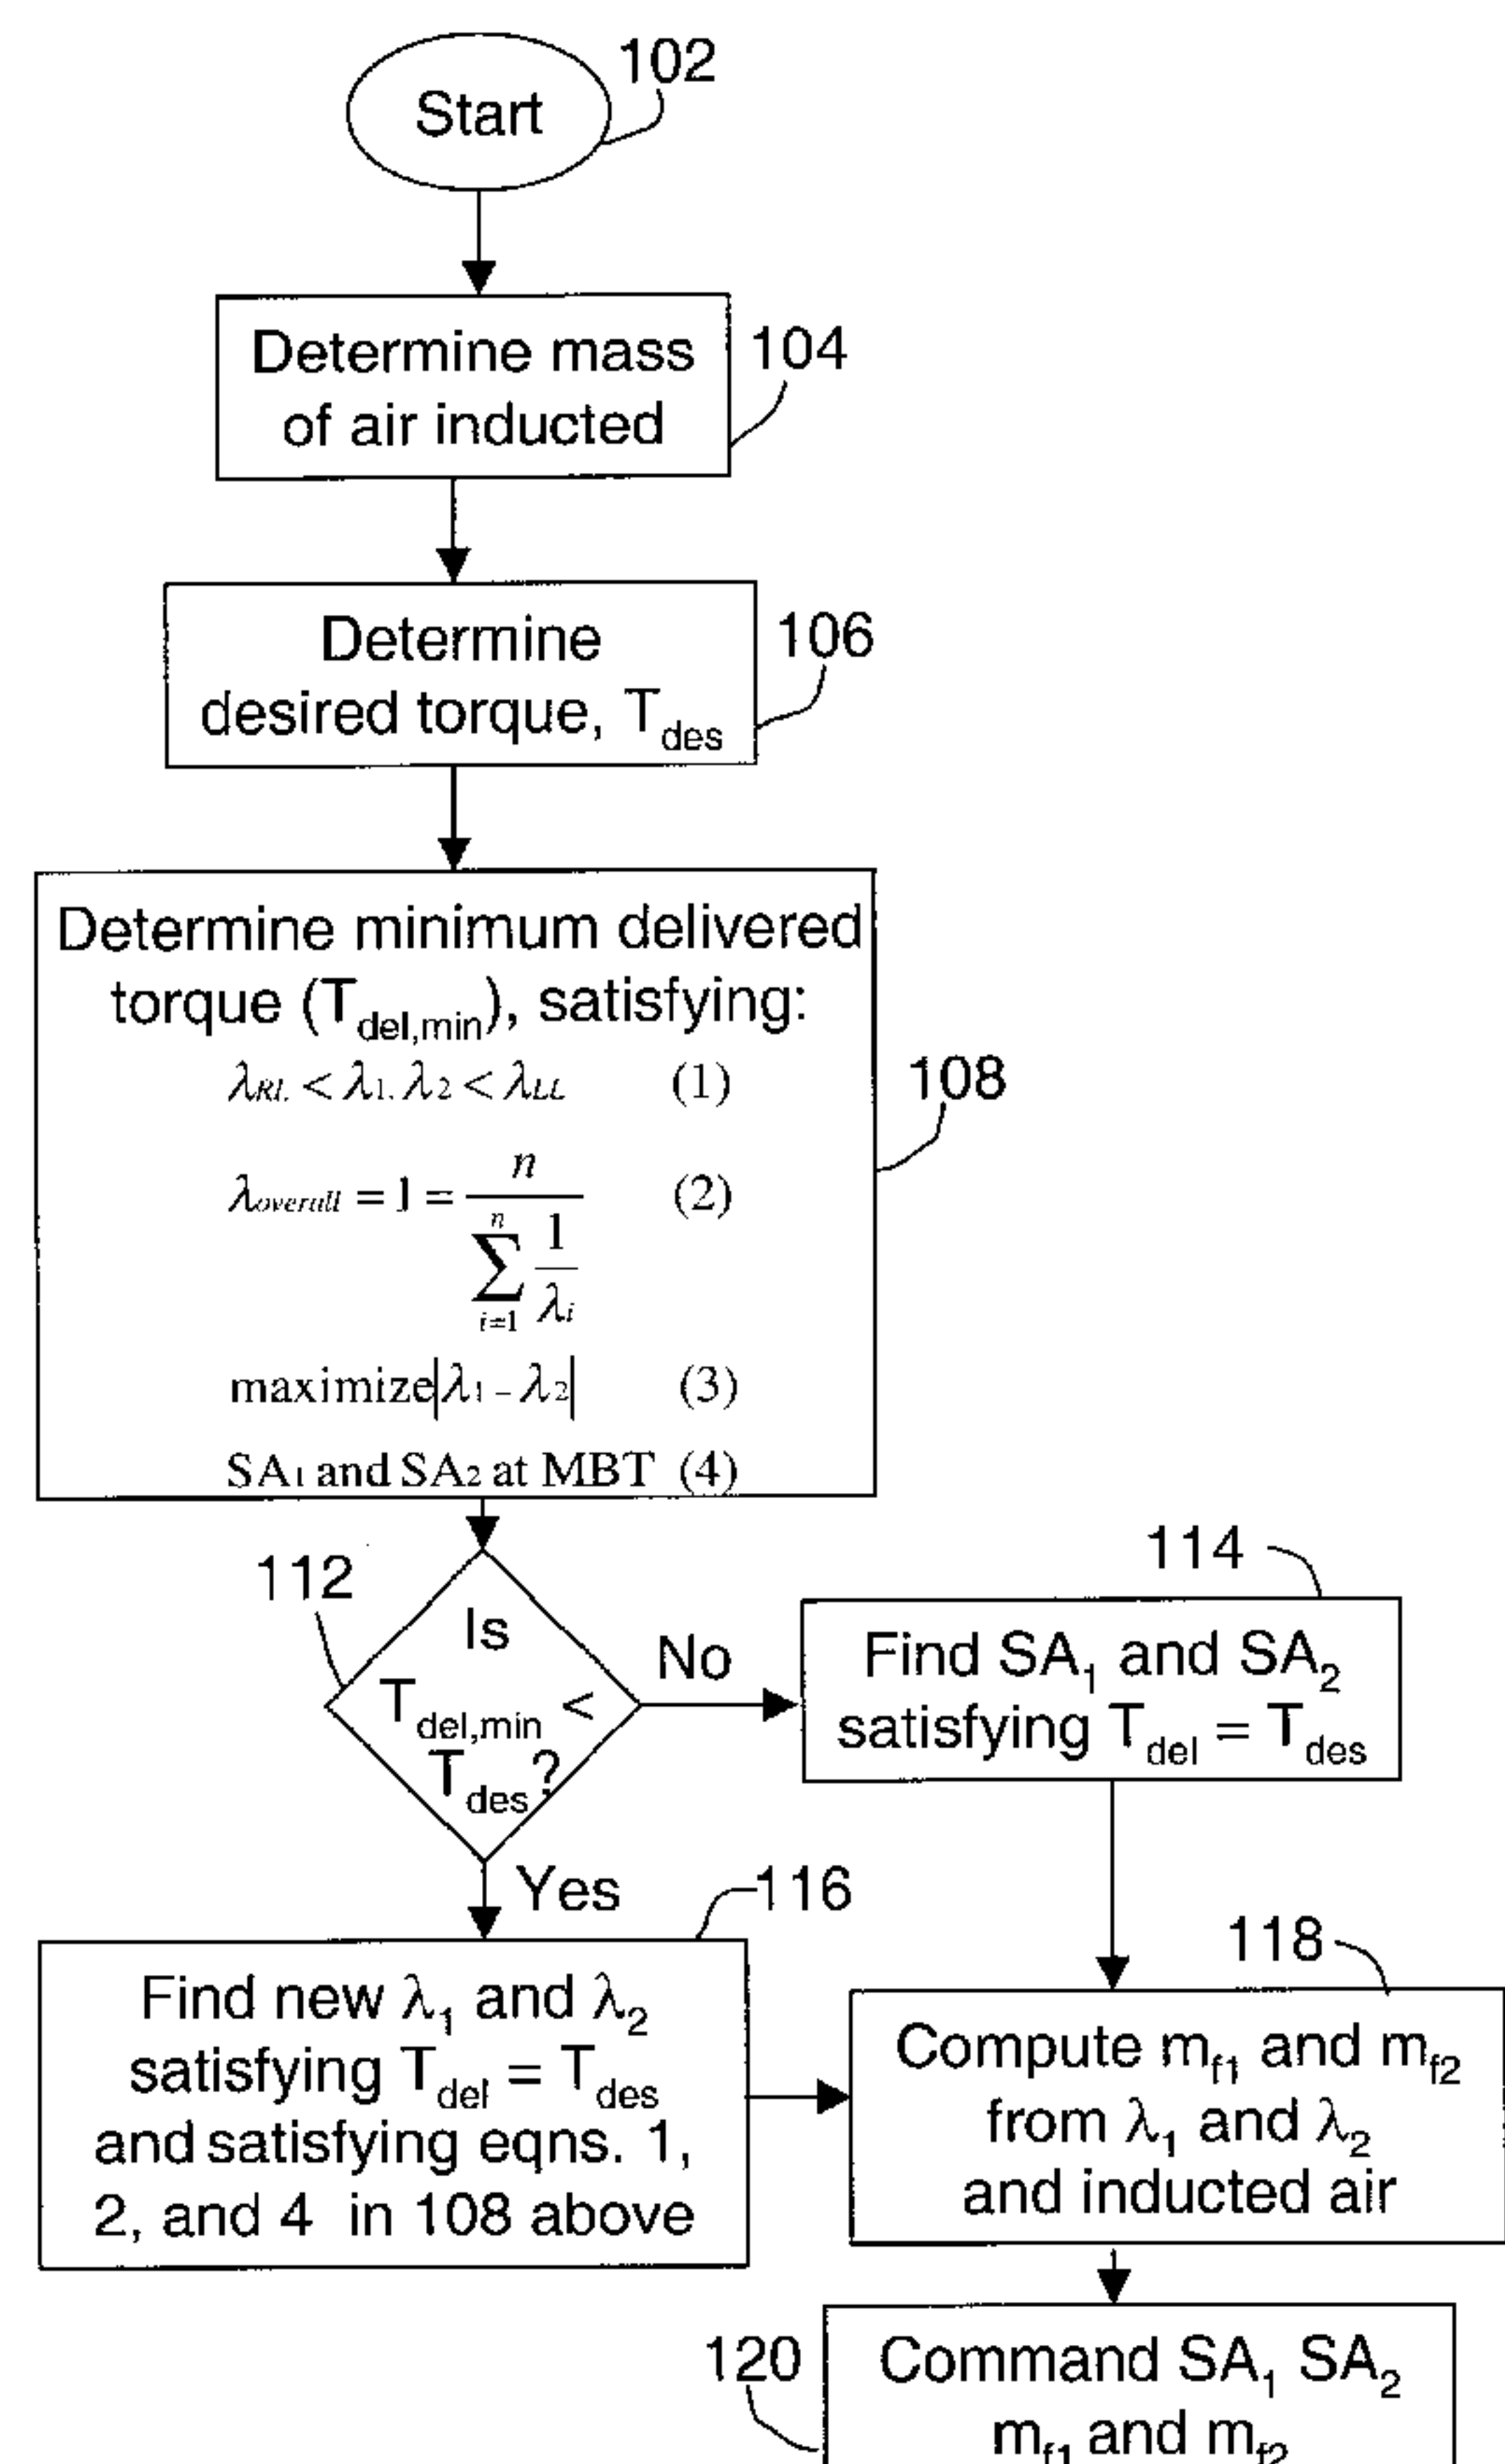 102
Start
Determine mass
of air inducted
104
Determine
desired torque, T_des
106
Determine minimum delivered
torque (T_del,min), satisfying:
λ_RL < λ_1, λ_2 < λ_LL (1)
λ_overall = 1 = n / ∑_{i=1}^{n} 1/λ_i (2)
maximize|λ_1 - λ_2| (3)
SA_1 and SA_2 at MBT (4)
108
112
Is
T_del,min <
T_des?
No
114
Find SA_1 and SA_2
satisfying T_del = T_des
Yes
116
Find new λ_1 and λ_2
satisfying T_del = T_des
and satisfying eqns. 1,
2, and 4 in 108 above
118
Compute m_f1 and m_f2
from λ_1 and λ_2
and inducted air
120
Command SA_1 SA_2
m_f1 and m_f2